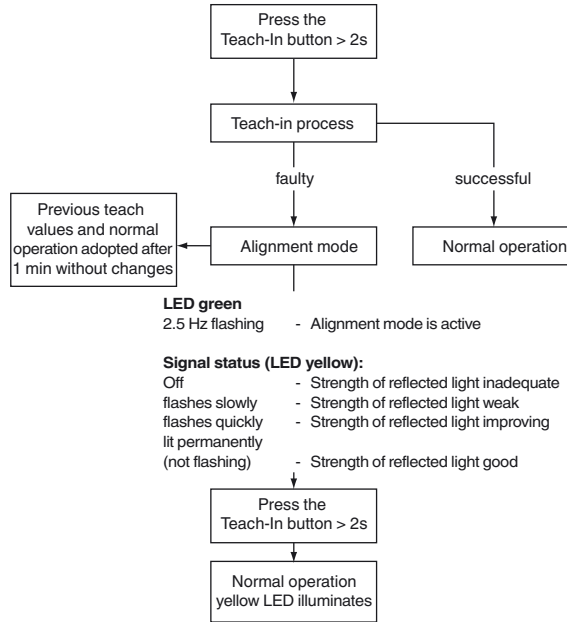 Press the
Teach-In button > 2s
Teach-in process
faulty
successful
Previous teach
values and normal
operation adopted after
1 min without changes
Alignment mode
Normal operation
LED green
2.5 Hz flashing - Alignment mode is active
Signal status (LED yellow):
Off - Strength of reflected light inadequate
flashes slowly - Strength of reflected light weak
flashes quickly - Strength of reflected light improving
lit permanently
(not flashing) - Strength of reflected light good
Press the
Teach-In button > 2s
Normal operation
yellow LED illuminates